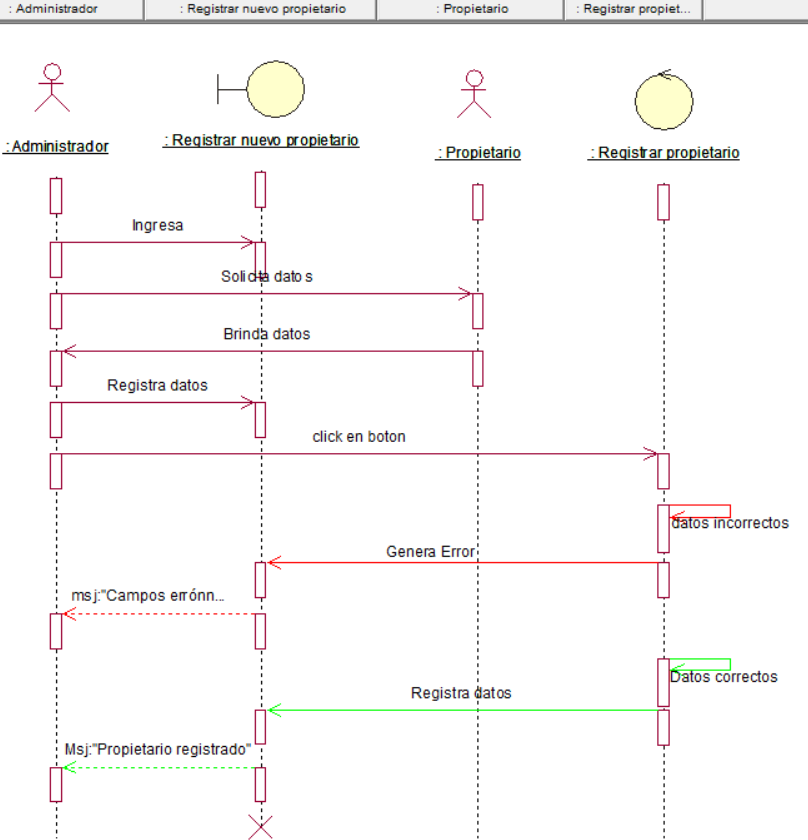 : Administrador
: Registrar nuevo propietario
: Propietario
: Registrar propiet...
: Administrador
: Registrar nuevo propietario
: Propietario
: Registrar propietario
Ingresa
Solicita datos
Brinda datos
Registra datos
click en boton
datos incorrectos
Genera Error
msj:"Campos errónn...
Datos correctos
Registra datos
Msj:"Propietario registrado"